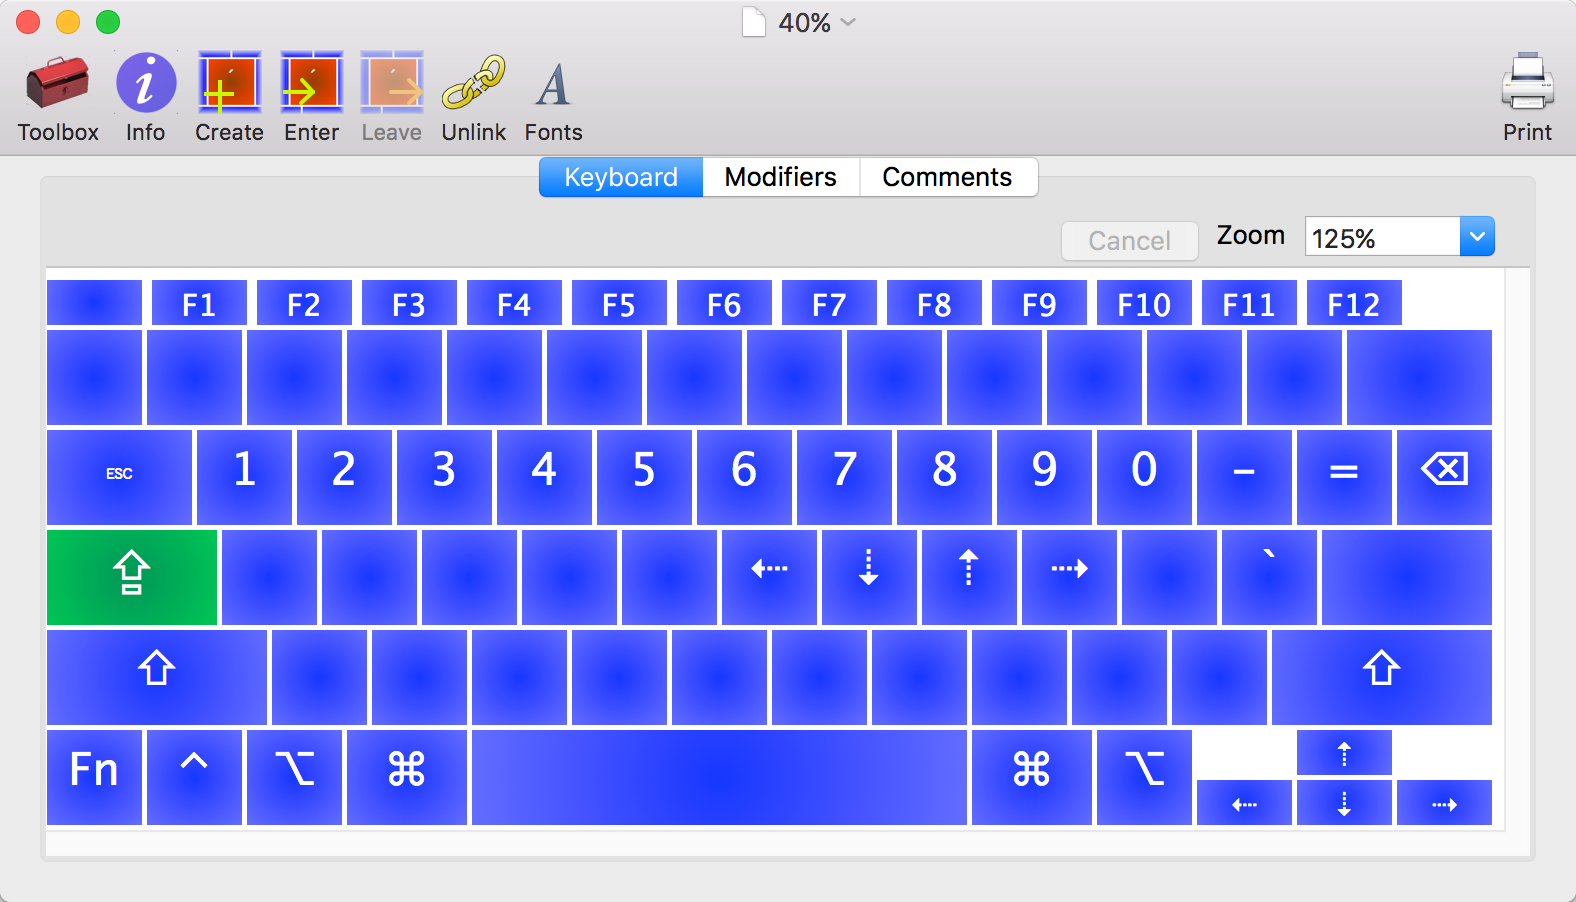 40%
Toolbox Info Create Enter Leave Unlink Fonts Print
Keyboard Modifiers Comments
Cancel Zoom 125%
F1 F2 F3 F4 F5 F6 F7 F8 F9 F10 F11 F12
ESC 1 2 3 4 5 6 7 8 9 0 - = ⌫
⇪ ⇠ ⇣ ⇡ ⇢ `
⇧ ⇧
Fn ^ ⌥ ⌘ ⌘ ⌥ ⇡
⇠ ⇣ ⇢